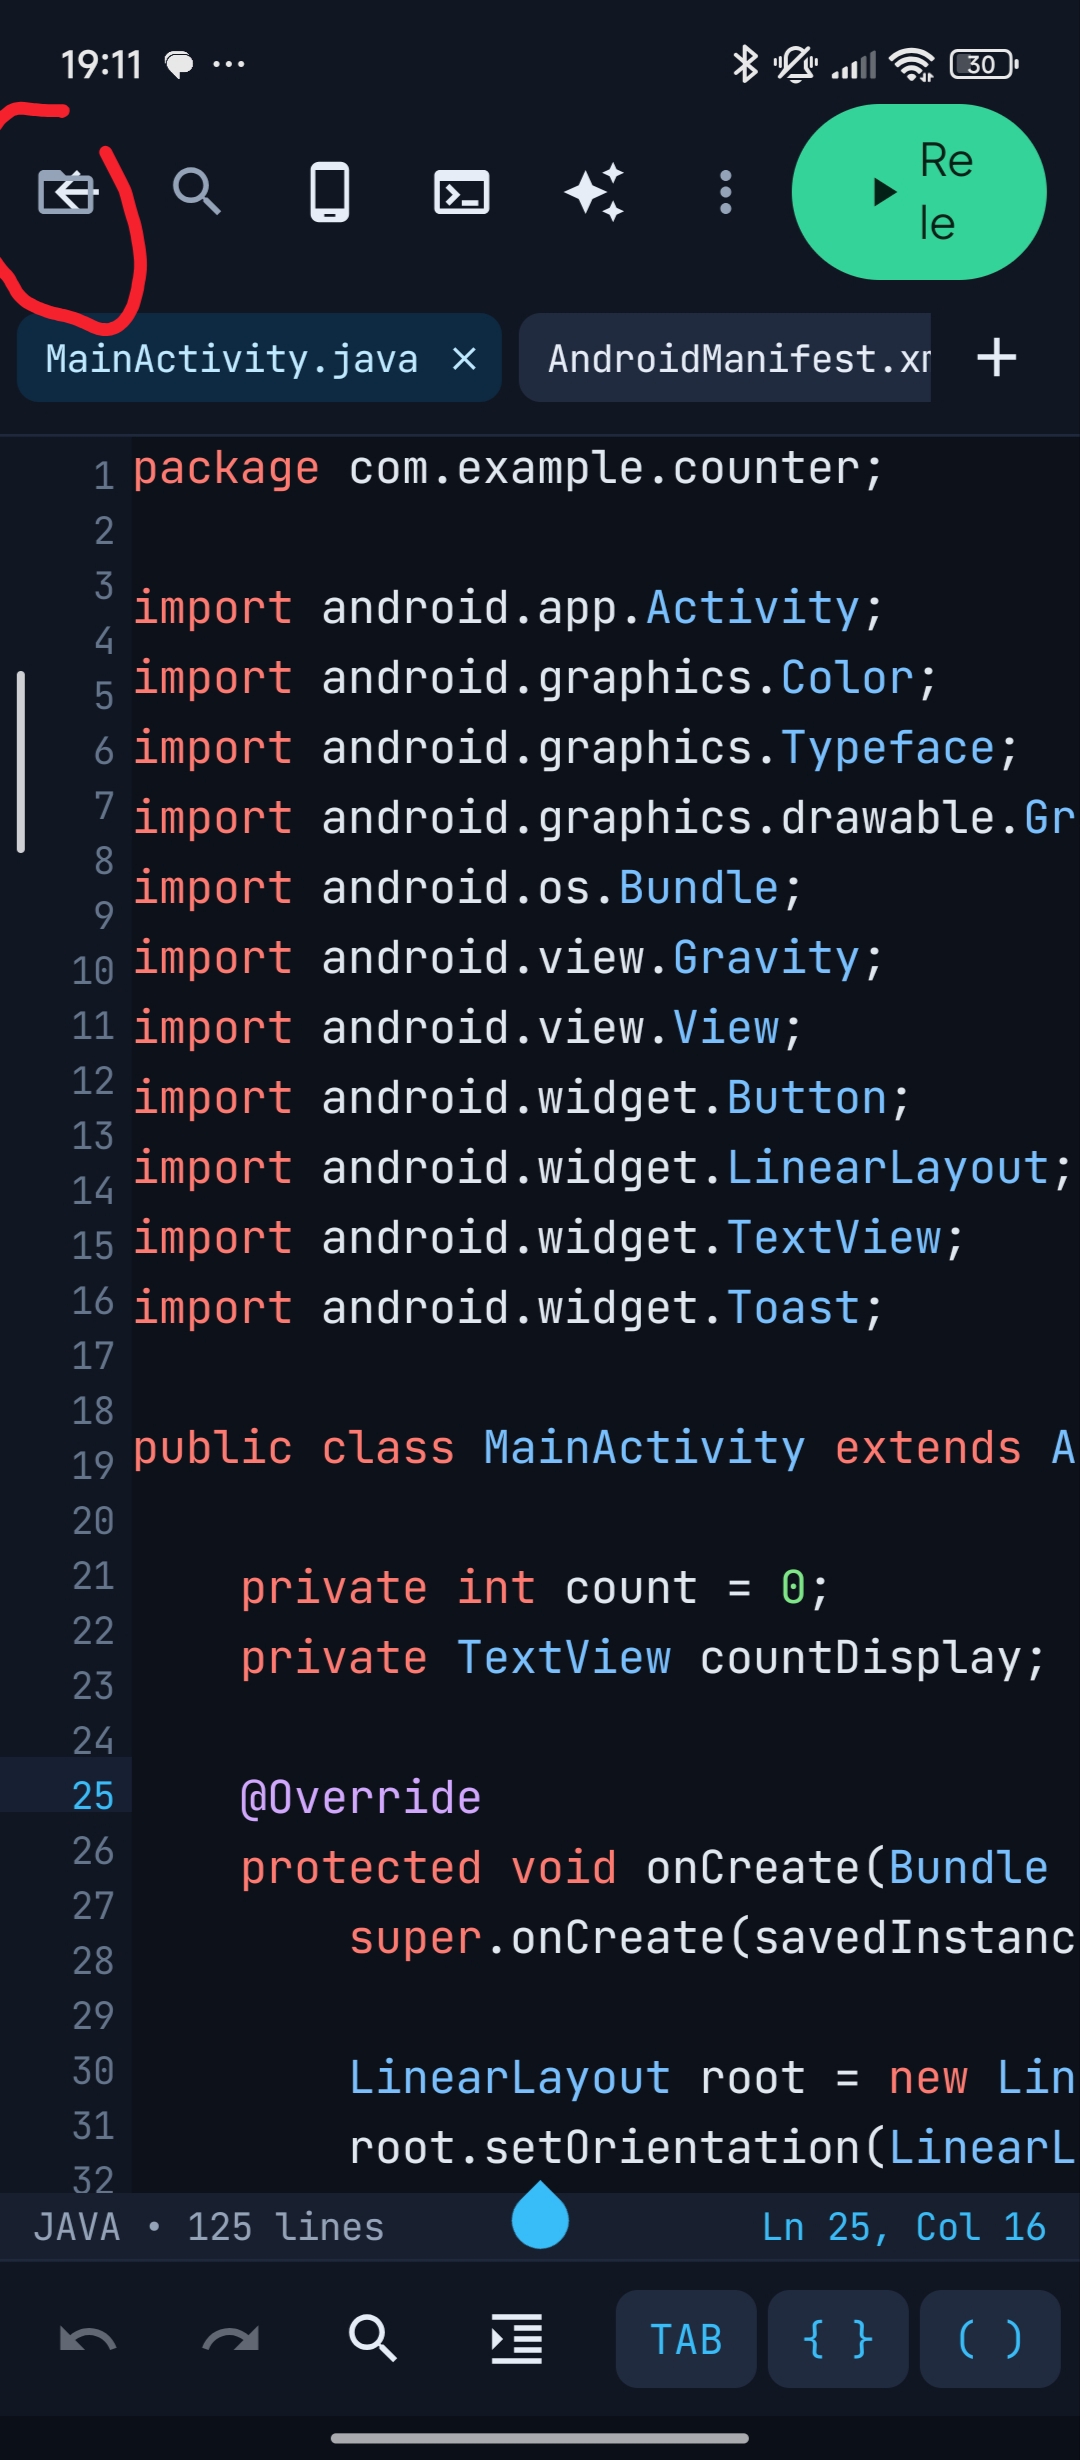 19:11
30
Re
le
MainActivity.java
AndroidManifest.x
1 package com.example.counter;
2
3 import android.app.Activity;
4 import android.graphics.Color;
5 import android.graphics.Typeface;
6 import android.graphics.drawable.Gr
7 import android.os.Bundle;
8 import android.view.Gravity;
9 import android.view.View;
10 import android.widget.Button;
11 import android.widget.LinearLayout;
12 import android.widget.TextView;
13 import android.widget.Toast;
14
15 public class MainActivity extends A
16
17 private int count = 0;
18 private TextView countDisplay;
19
20 @Override
21 protected void onCreate(Bundle
22 super.onCreate(savedInstanc
23
24 LinearLayout root = new Lin
25 root.setOrientation(LinearL
26
27
28
29
30
31
32
JAVA • 125 lines
Ln 25, Col 16
TAB
{ }
( )